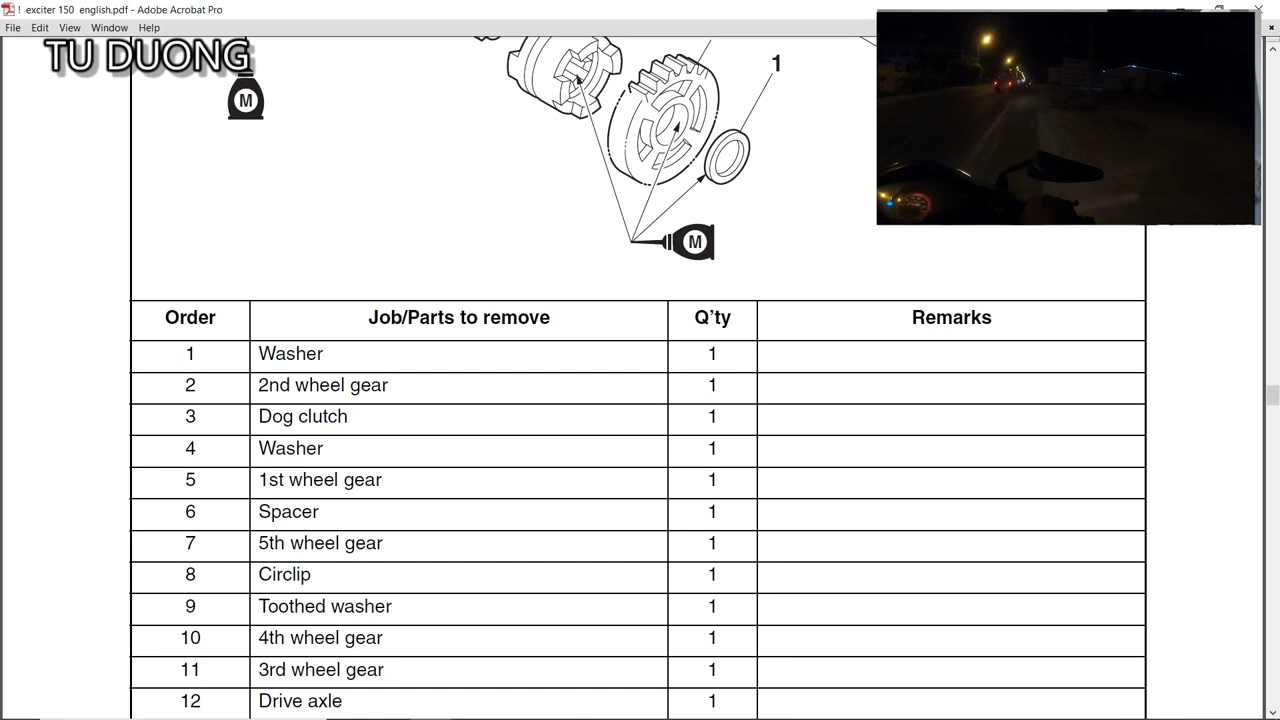 ! exciter 150 english.pdf - Adobe Acrobat Pro
File Edit View Window Help
TU DUONG
1
M
M
Order Job/Parts to remove Q'ty Remarks
1 Washer 1
2 2nd wheel gear 1
3 Dog clutch 1
4 Washer 1
5 1st wheel gear 1
6 Spacer 1
7 5th wheel gear 1
8 Circlip 1
9 Toothed washer 1
10 4th wheel gear 1
11 3rd wheel gear 1
12 Drive axle 1